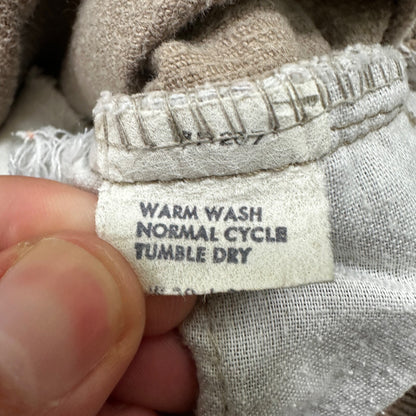 WARM WASH
NORMAL CYCLE
TUMBLE DRY